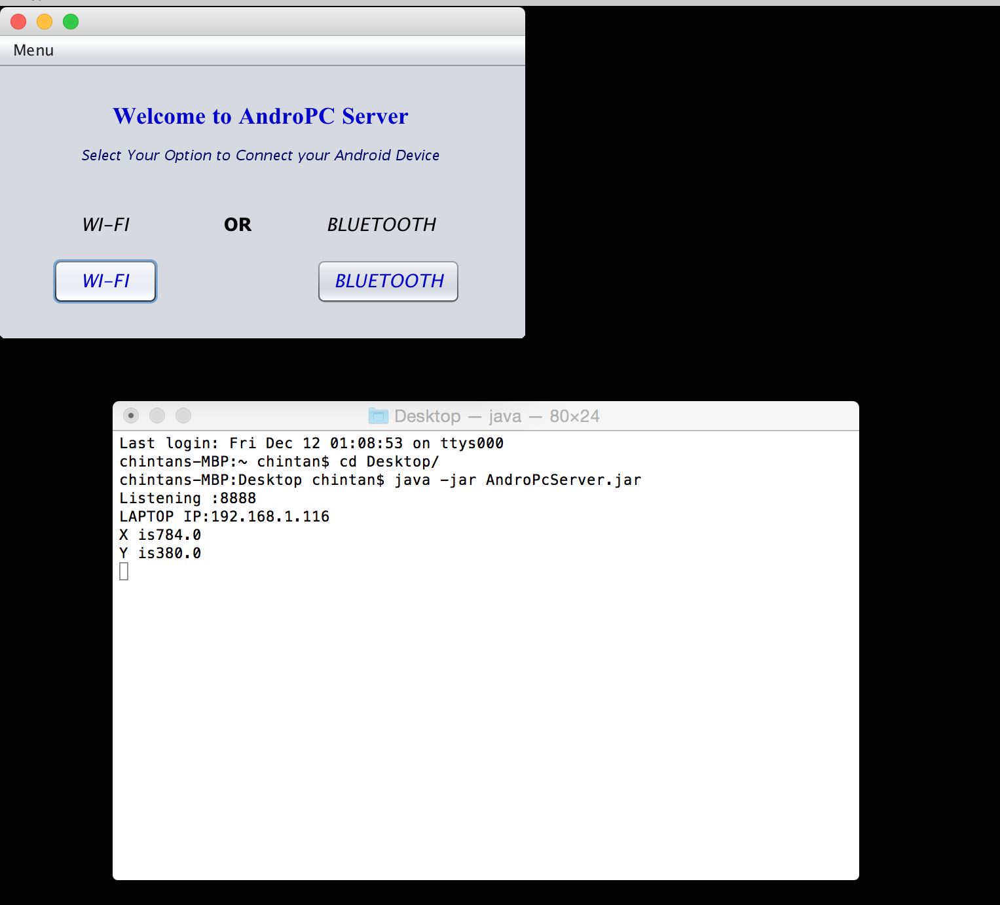 Menu
Welcome to AndroPC Server
Select Your Option to Connect your Android Device
WI-FI OR BLUETOOTH
WI-FI BLUETOOTH
Desktop — java — 80×24
Last login: Fri Dec 12 01:08:53 on ttys000
chintans-MBP:~ chintan$ cd Desktop/
chintans-MBP:Desktop chintan$ java -jar AndroPcServer.jar
Listening :8888
LAPTOP IP:192.168.1.116
X is784.0
Y is380.0